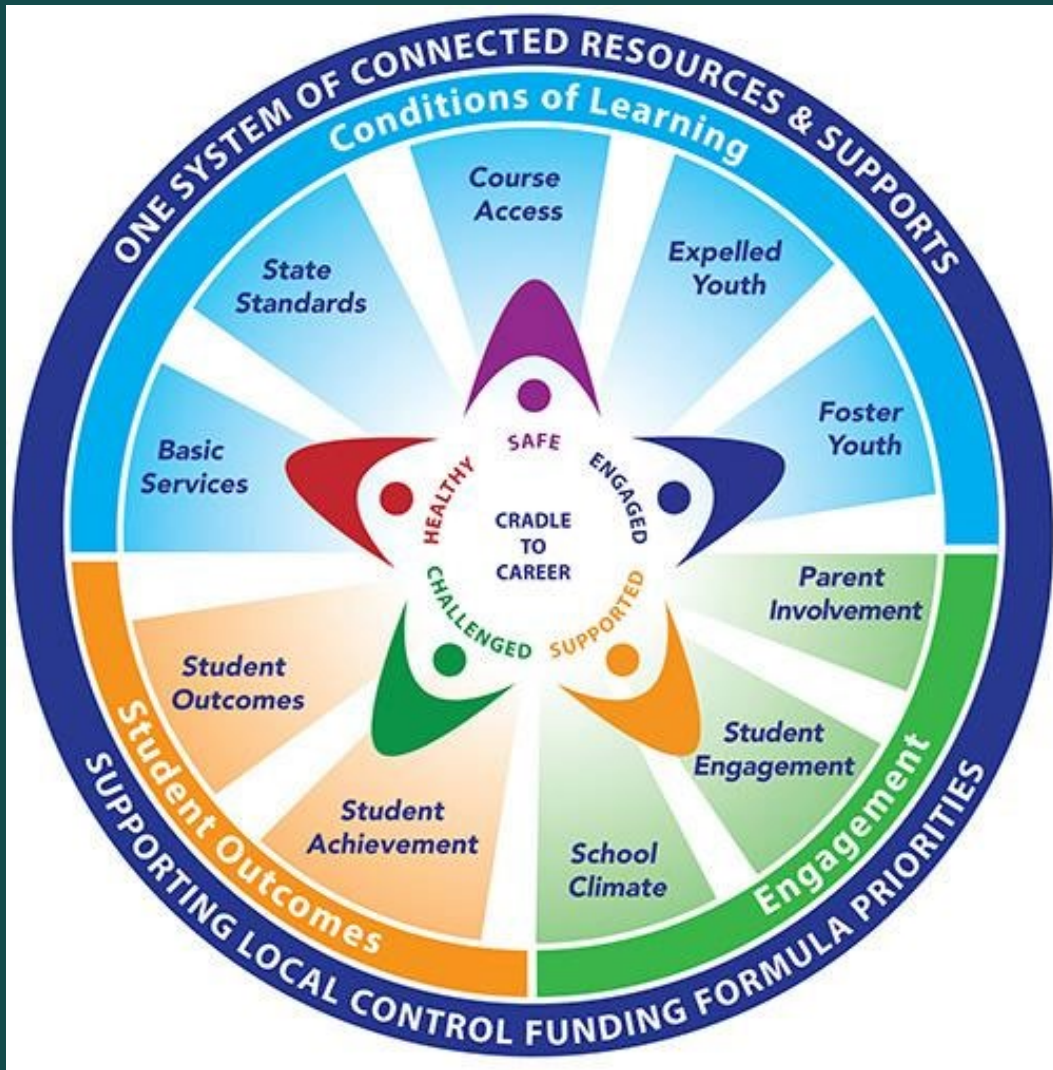 ONE SYSTEM OF CONNECTED RESOURCES & SUPPORTS
Conditions of Learning
Course
Access
State
Standards
Expelled
Youth
Basic
Services
Foster
Youth
SAFE
HEALTHY
ENGAGED
CRADLE
TO
CAREER
CHALLENGED
SUPPORTED
Parent
Involvement
Student
Outcomes
Student
Engagement
Student
Achievement
School
Climate
Student Outcomes
Engagement
SUPPORTING LOCAL CONTROL FUNDING FORMULA PRIORITIES